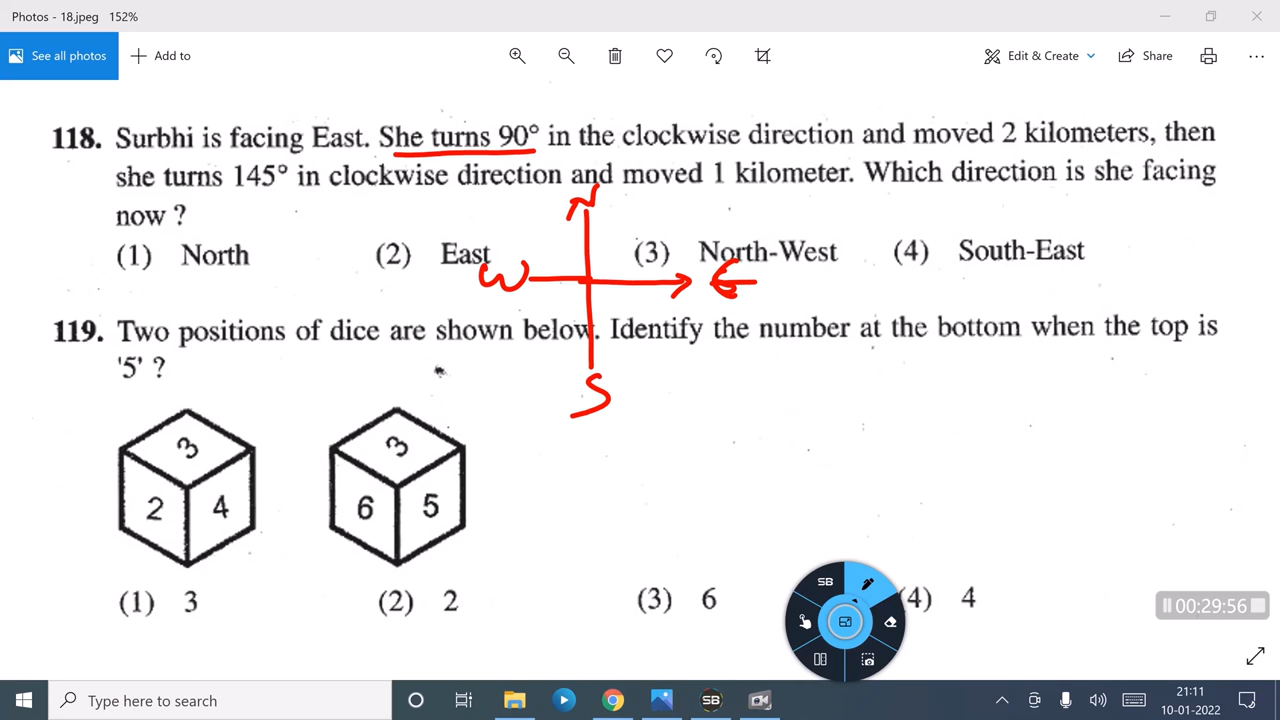 Photos - 18.jpeg 152%
See all photos
Add to
Edit & Create
Share
118. Surbhi is facing East. She turns 90° in the clockwise direction and moved 2 kilometers, then
she turns 145° in clockwise direction and moved 1 kilometer. Which direction is she facing
now ?
N
(1) North (2) East (3) North-West (4) South-East
W E
119. Two positions of dice are shown below. Identify the number at the bottom when the top is
'5' ?
S
3 3
2 4 6 5
SB
(1) 3 (2) 2 (3) 6 (4) 4
00:29:56
Type here to search
SB
21:11
10-01-2022